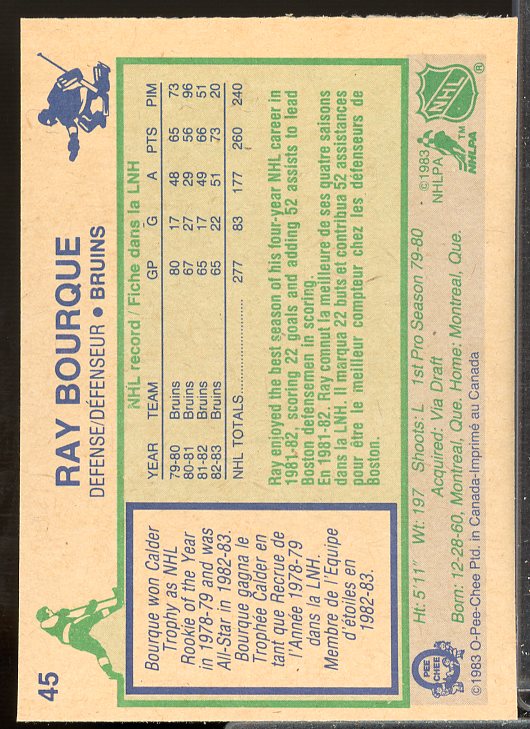 45
RAY BOURQUE
DEFENSE/DÉFENSEUR • BRUINS
Bourque won Calder
Trophy as NHL
Rookie of the Year
in 1978-79 and was
All-Star in 1982-83.
Bourque gagna le
Trophée Calder en
tant que Recrue de
l'Année 1978-79
dans la LNH.
Membre de l'Equipe
d'étoiles en
1982-83.
NHL record / Fiche dans la LNH
YEAR TEAM GP G A PTS PIM
79-80 Bruins 80 17 48 65 73
80-81 Bruins 67 27 29 56 96
81-82 Bruins 65 17 49 66 51
82-83 Bruins 65 22 51 73 20
NHL TOTALS 277 83 177 260 240
Ray enjoyed the best season of his four-year NHL career in
1981-82, scoring 22 goals and adding 52 assists to lead
Boston defensemen in scoring.
En 1981-82. Ray connut la meilleure de ses quatre saisons
dans la LNH. Il marqua 22 buts et contribua 52 assistances
pour être le meilleur compteur chez les défenseurs de
Boston.
Ht: 5'11" Wt: 197 Shoots: L 1st Pro Season 79-80
Acquired: Via Draft
Born: 12-28-60, Montreal, Que. Home: Montreal, Que.
©1983 O-Pee-Chee Ptd. in Canada-Imprimé au Canada
O PEE CHEE
©1983
NHLPA
NHLPA™
NHL®